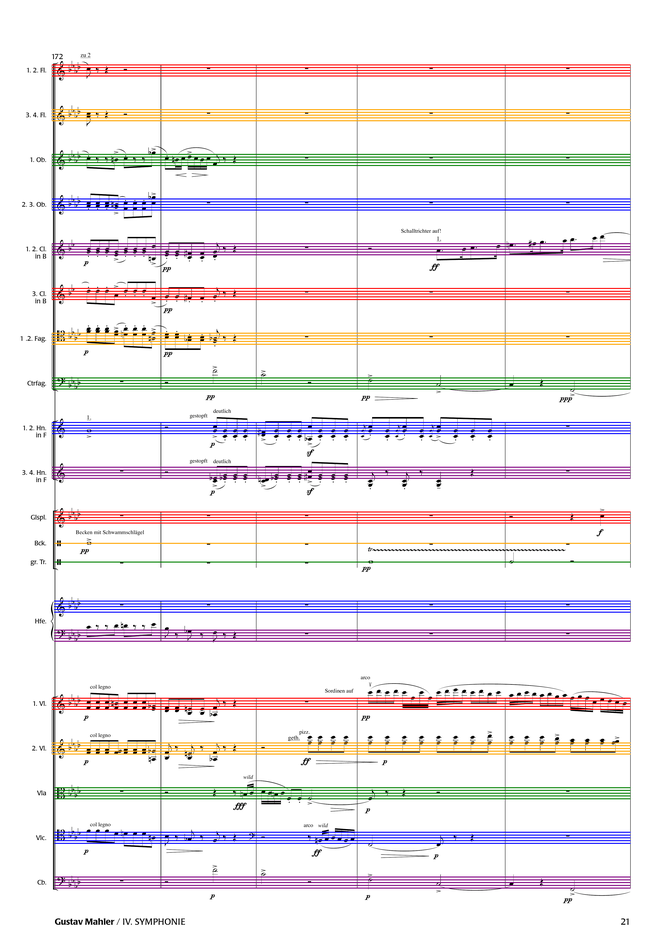 172
zu 2
1. 2. Fl.
3. 4. Fl.
1. Ob.
2. 3. Ob.
Schalltrichter auf!
I.
1. 2. Cl.
in B
p
pp
ff
3. Cl.
in B
pp
1 .2. Fag.
p
pp
Ctrfag.
pp
pp
ppp
I.
gestopft
deutlich
1. 2. Hn.
in F
p
sf
gestopft
deutlich
3. 4. Hn.
in F
p
sf
Glspl.
f
Becken mit Schwammschlägel
Bck.
pp
tr
gr. Tr.
pp
Hfe.
arco
col legno
Sordinen auf
1. Vl.
p
pp
pizz.
col legno
geth.
2. Vl.
p
ff
p
wild
Vla
fff
p
col legno
arco
wild
Vlc.
p
ff
p
Cb.
p
p
pp
Gustav Mahler / IV. SYMPHONIE
21